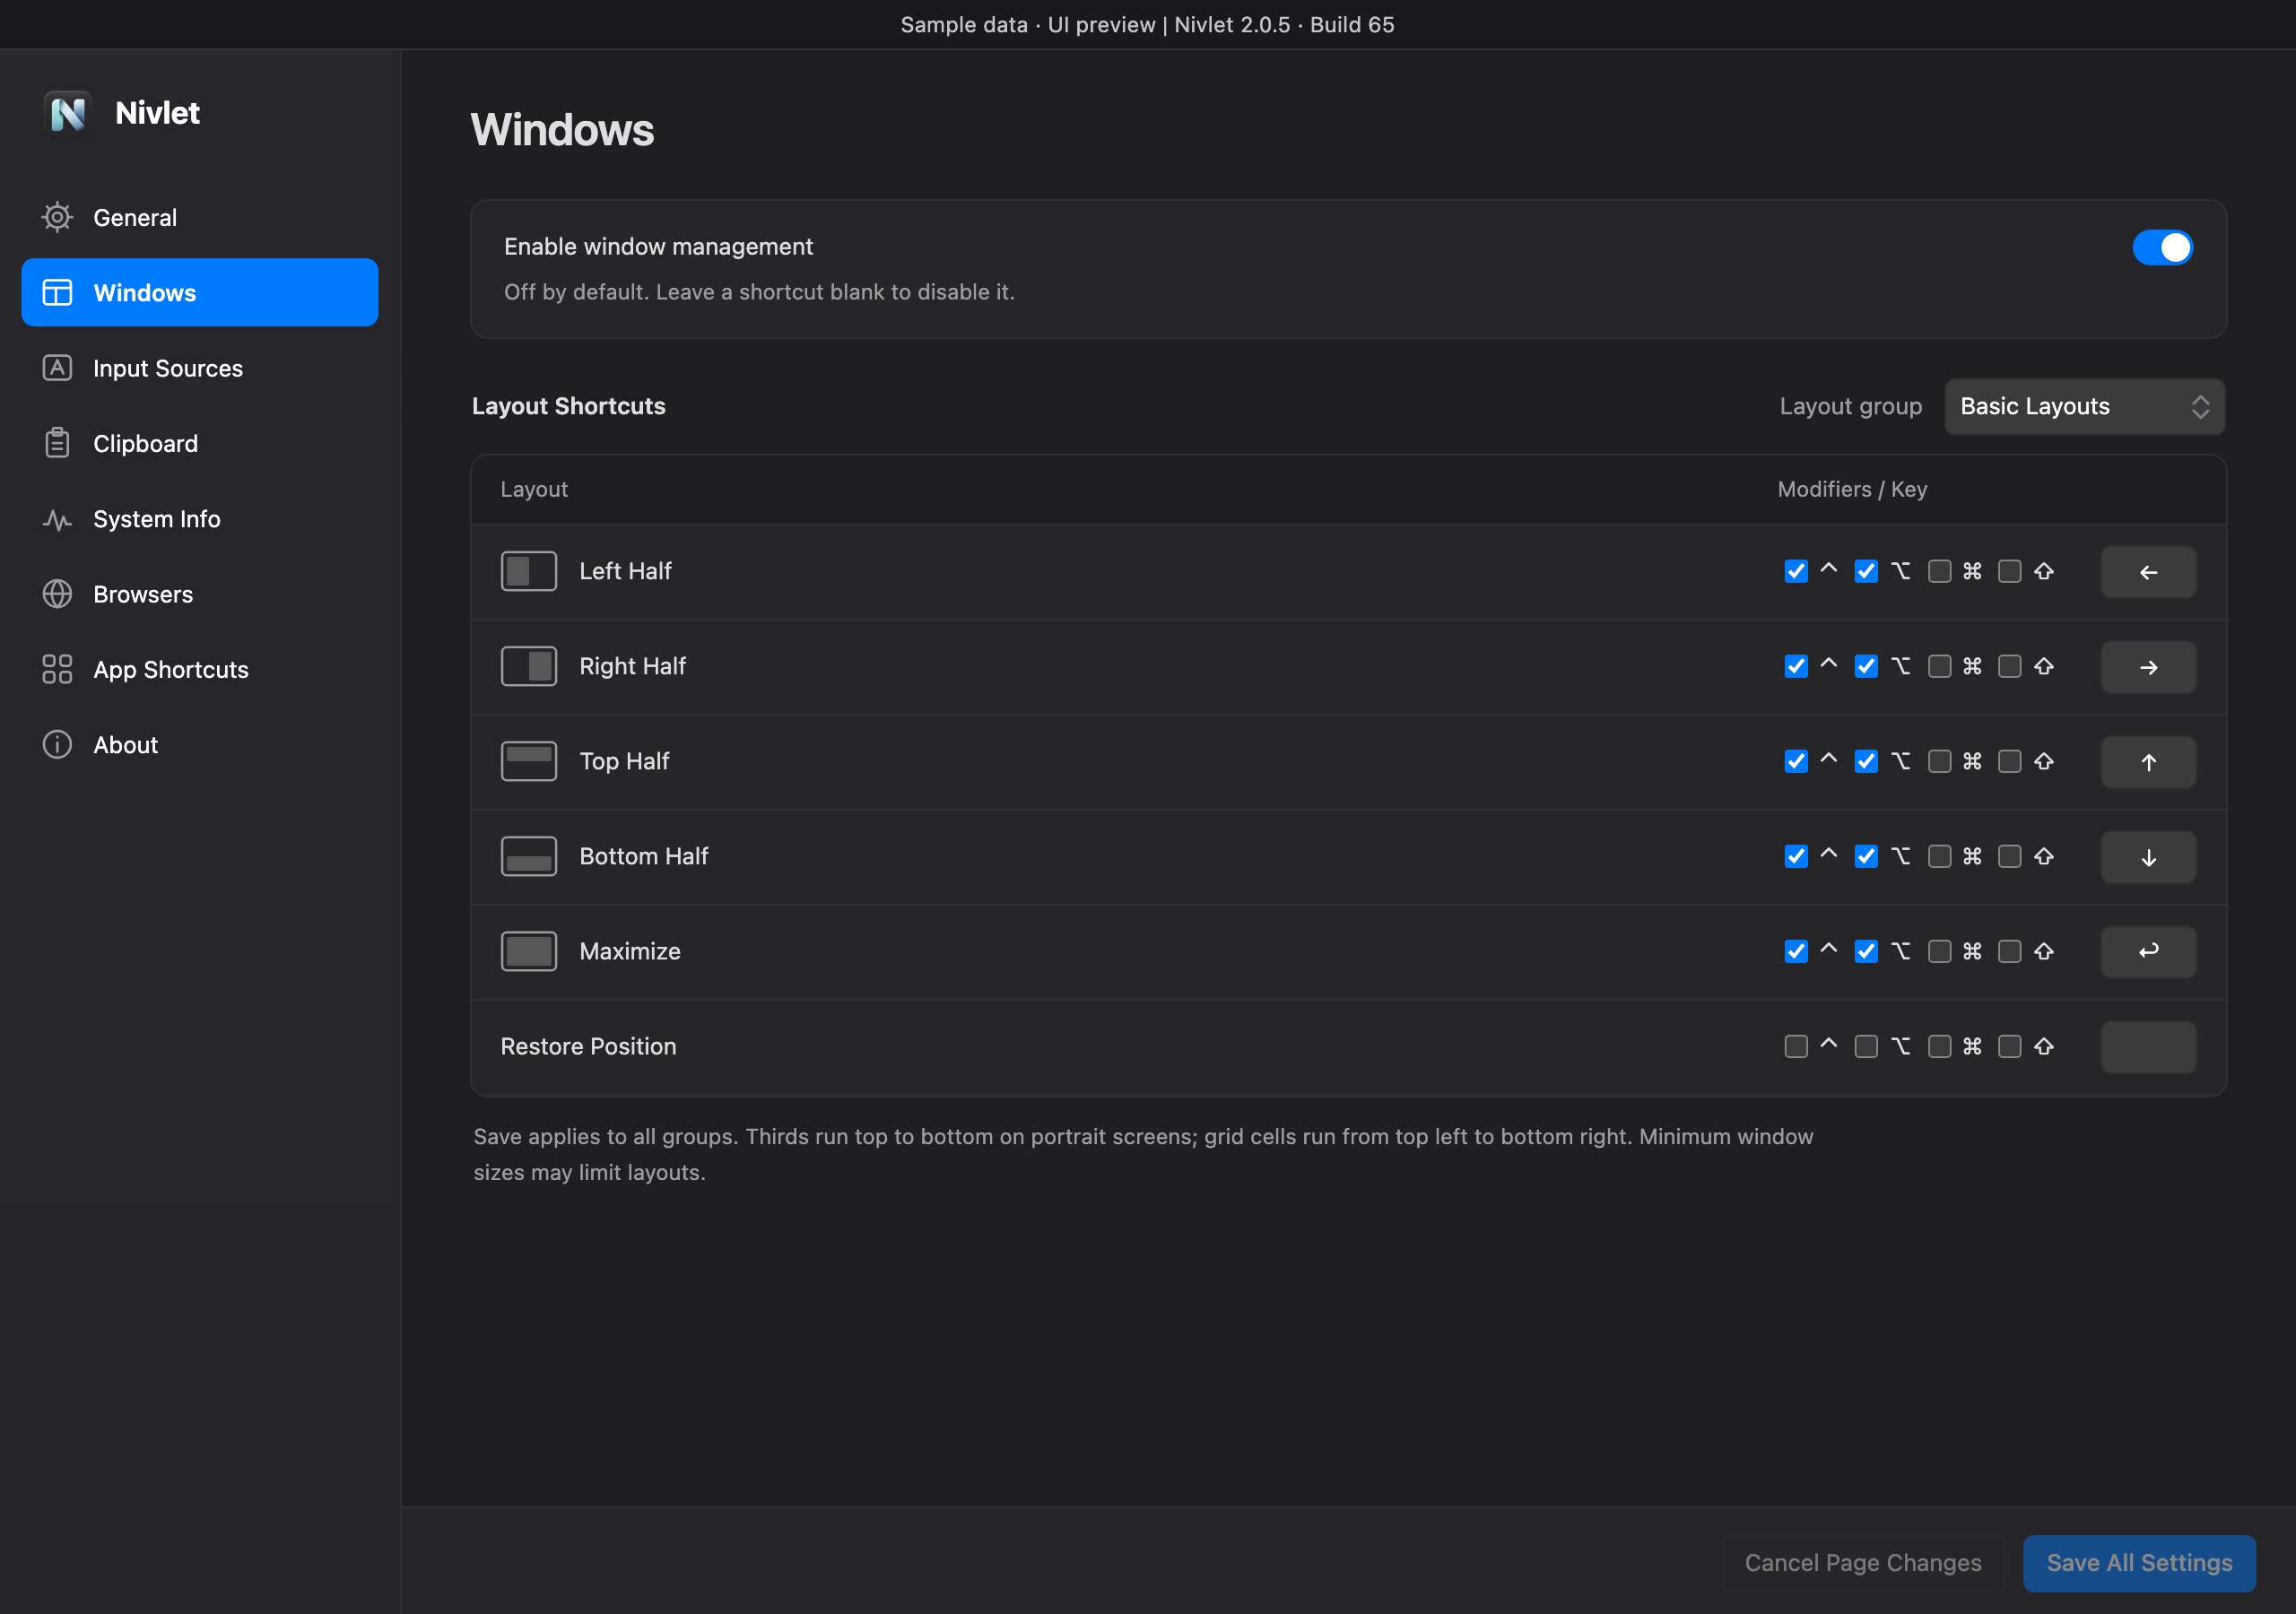 Sample data · UI preview | Nivlet 2.0.5 · Build 65
Nivlet
General
Windows
Input Sources
Clipboard
System Info
Browsers
App Shortcuts
About
Windows
Enable window management
Off by default. Leave a shortcut blank to disable it.
Layout Shortcuts
Layout group
Basic Layouts
Layout
Modifiers / Key
Left Half ^ ⌥ ⌘ ⇧ ←
Right Half ^ ⌥ ⌘ ⇧ →
Top Half ^ ⌥ ⌘ ⇧ ↑
Bottom Half ^ ⌥ ⌘ ⇧ ↓
Maximize ^ ⌥ ⌘ ⇧ ↩
Restore Position ^ ⌥ ⌘ ⇧
Save applies to all groups. Thirds run top to bottom on portrait screens; grid cells run from top left to bottom right. Minimum window
sizes may limit layouts.
Cancel Page Changes
Save All Settings